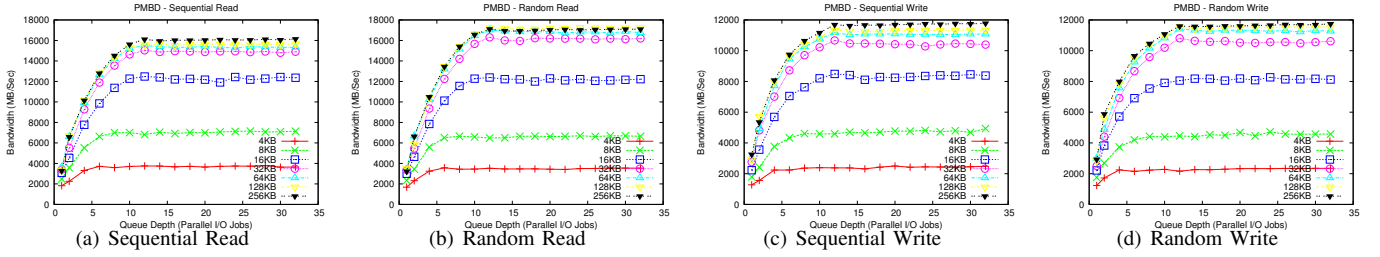 PMBD - Sequential Read
Bandwidth (MB/Sec)
18000
16000
14000
12000
10000
8000
6000
4000
2000
0
4KB
8KB
16KB
32KB
64KB
128KB
256KB
0 5 10 15 20 25 30 35
Queue Depth (Parallel I/O Jobs)
(a) Sequential Read
PMBD - Random Read
Bandwidth (MB/Sec)
18000
16000
14000
12000
10000
8000
6000
4000
2000
0
4KB
8KB
16KB
32KB
64KB
128KB
256KB
0 5 10 15 20 25 30 35
Queue Depth (Parallel I/O Jobs)
(b) Random Read
PMBD - Sequential Write
Bandwidth (MB/Sec)
12000
10000
8000
6000
4000
2000
0
4KB
8KB
16KB
32KB
64KB
128KB
256KB
0 5 10 15 20 25 30 35
Queue Depth (Parallel I/O Jobs)
(c) Sequential Write
PMBD - Random Write
Bandwidth (MB/Sec)
12000
10000
8000
6000
4000
2000
0
4KB
8KB
16KB
32KB
64KB
128KB
256KB
0 5 10 15 20 25 30 35
Queue Depth (Parallel I/O Jobs)
(d) Random Write